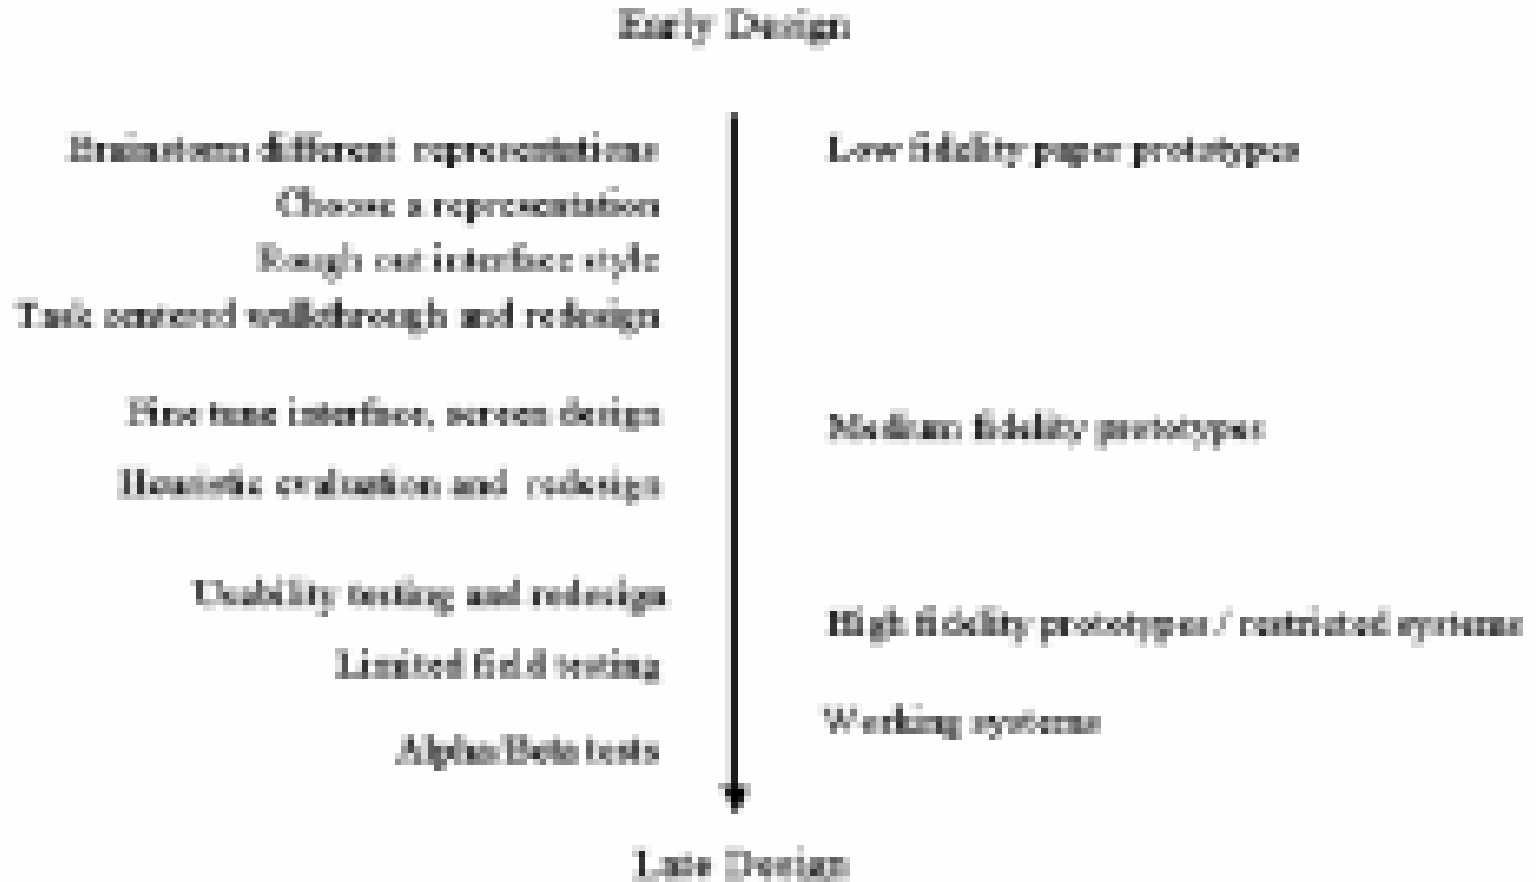 Early Design
Brainstorm different representations
Low fidelity paper prototypes
Choose a representation
Rough out interface style
Task centered walkthrough and redesign
Fine tune interface, screen design
Medium fidelity prototypes
Heuristic evaluation and redesign
Usability testing and redesign
High fidelity prototypes / restricted systems
Limited field testing
Working systems
Alpha/Beta tests
Late Design